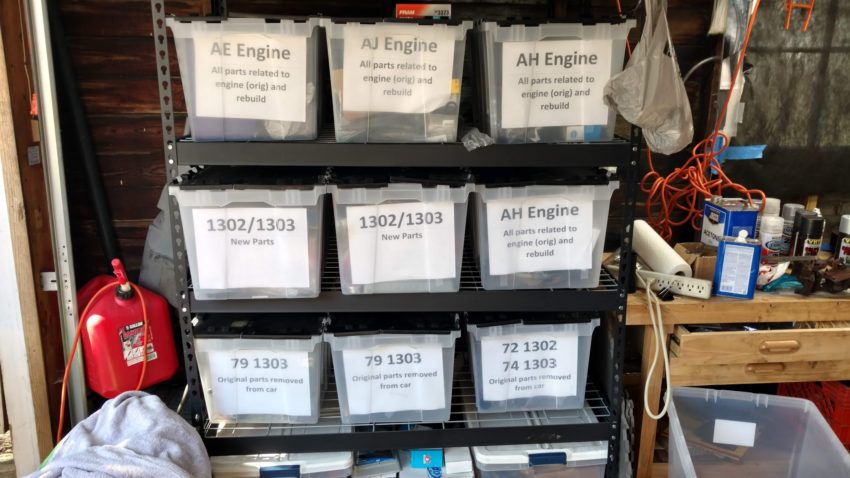 FRAM
AE Engine
All parts related to
engine (orig) and
rebuild
AJ Engine
All parts related to
engine (orig) and
rebuild
AH Engine
All parts related to
engine (orig) and
rebuild
1302/1303
New Parts
1302/1303
New Parts
AH Engine
All parts related to
engine (orig) and
rebuild
79 1303
Original parts removed
from car
79 1303
Original parts removed
from car
72 1302
74 1303
Original parts removed
from car